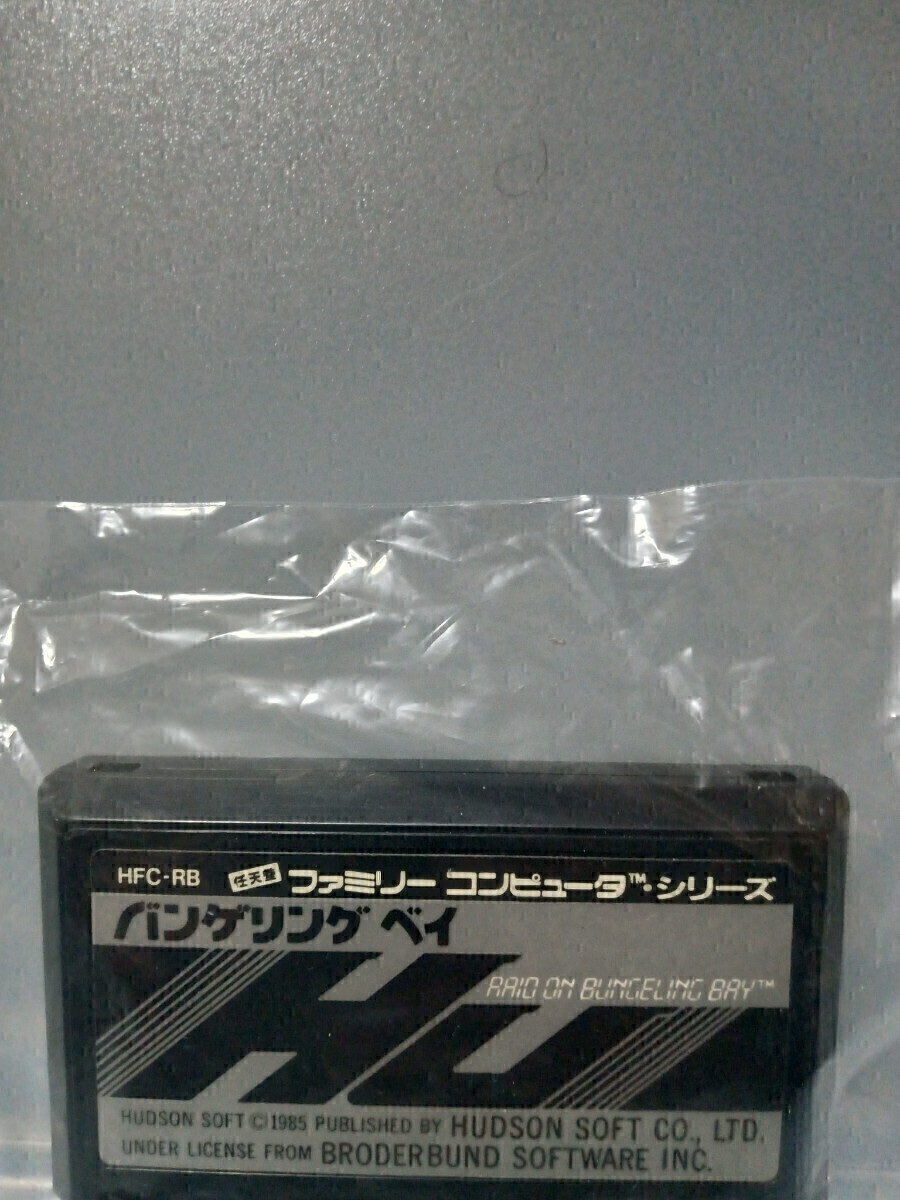 HFC-RB 任天堂 ファミリー コンピュータ™・シリーズ
バンゲリング ベイ
HU
RAID ON BUNGELING BAY™
HUDSON SOFT ©1985 PUBLISHED BY HUDSON SOFT CO., LTD.
UNDER LICENSE FROM BRODERBUND SOFTWARE INC.